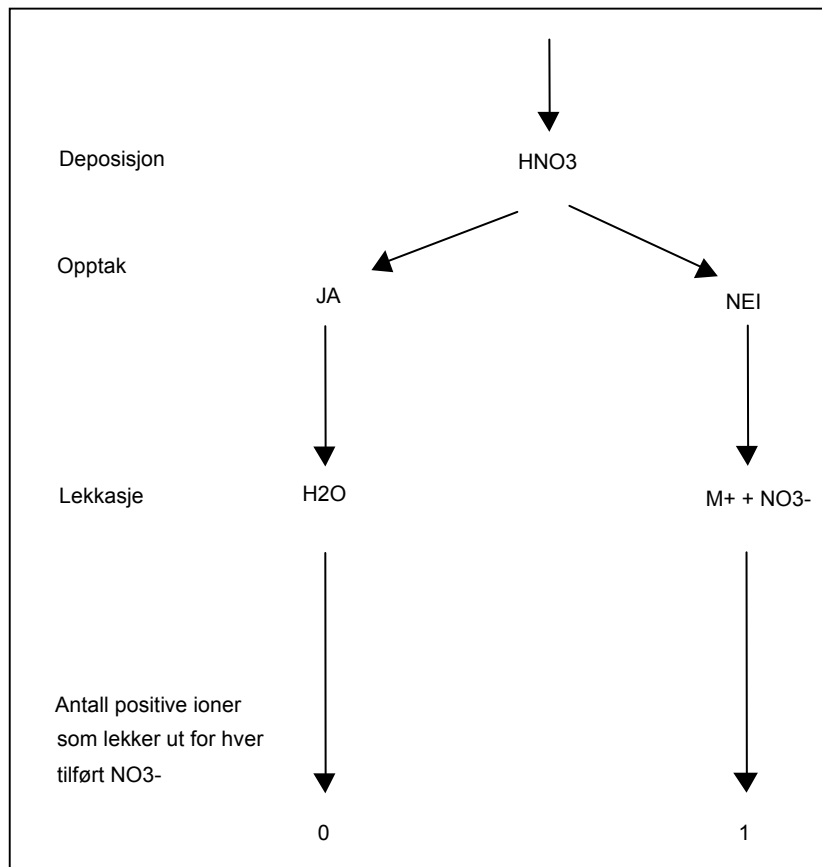 Deposisjon
HNO3
Opptak
JA
NEI
Lekkasje
H2O
M+ + NO3-
Antall positive ioner
som lekker ut for hver
tilført NO3-
0
1